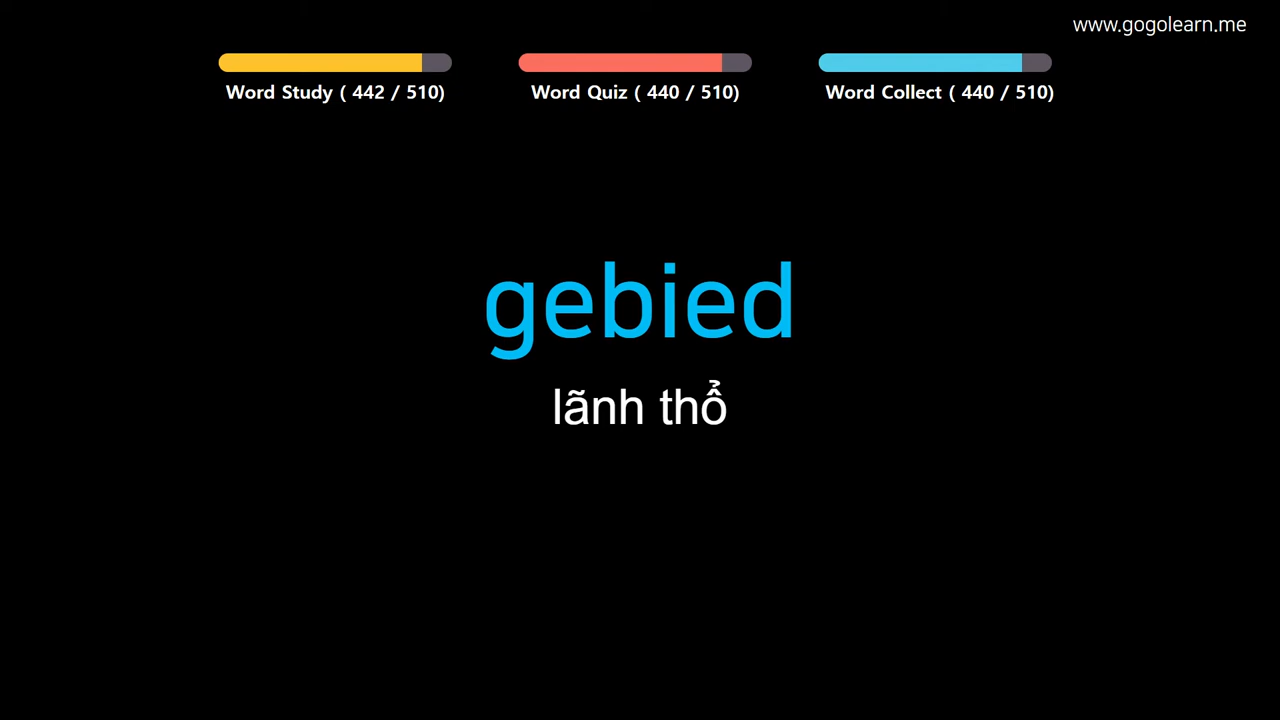 www.gogolearn.me
Word Study ( 442 / 510)
Word Quiz ( 440 / 510)
Word Collect ( 440 / 510)
gebied
lãnh thổ